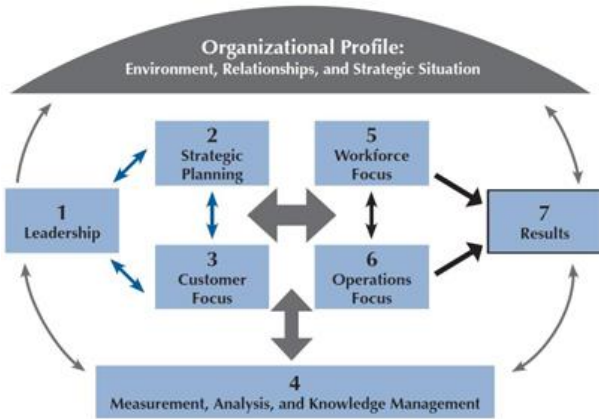 Organizational Profile:
Environment, Relationships, and Strategic Situation
2
Strategic
Planning
5
Workforce
Focus
1
Leadership
7
Results
3
Customer
Focus
6
Operations
Focus
4
Measurement, Analysis, and Knowledge Management